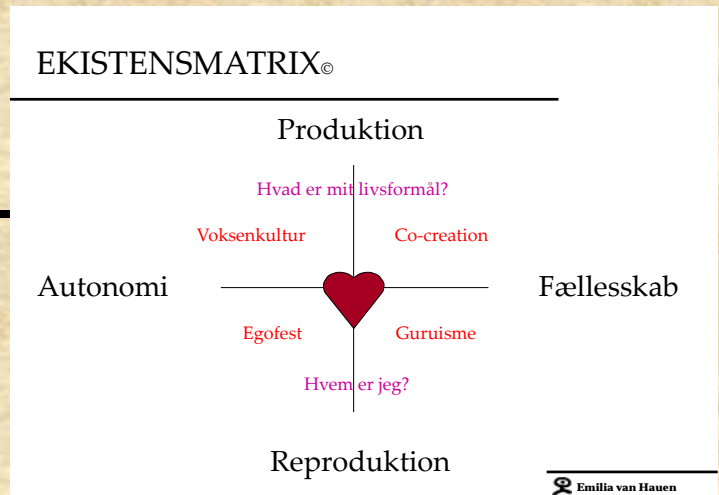 EKISTENSMATRIX©
Produktion
Hvad er mit livsformål?
Voksenkultur Co-creation
Autonomi Fællesskab
Egofest Guruisme
Hvem er jeg?
Reproduktion
Emilia van Hauen